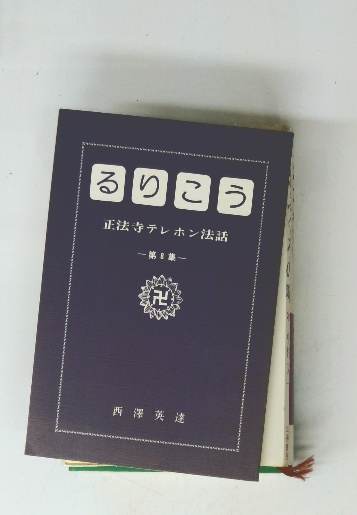 るりこう
正法寺テレホン法話
—第8集—
卍
西澤英達